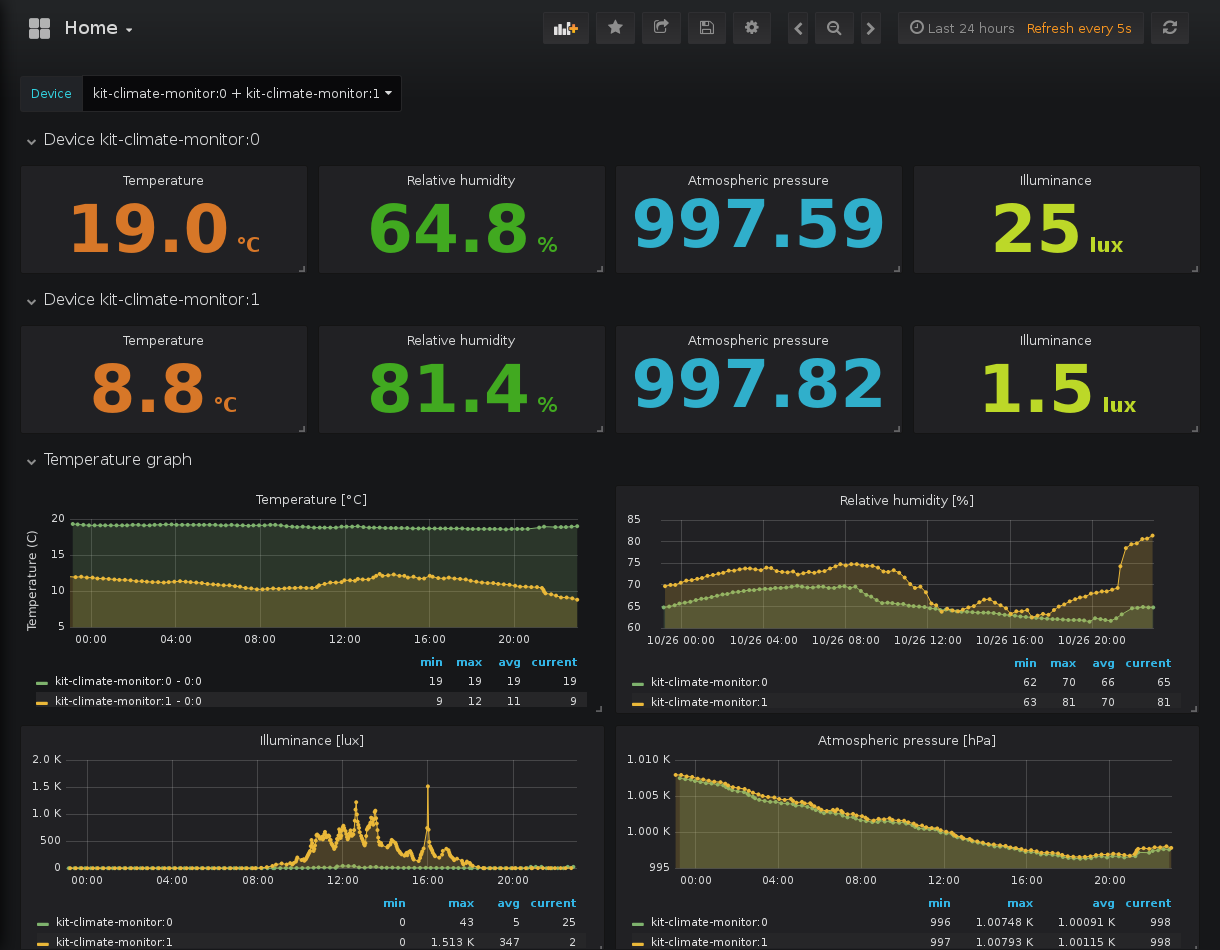 Home
Last 24 hours Refresh every 5s
Device kit-climate-monitor:0 + kit-climate-monitor:1
Device kit-climate-monitor:0
Temperature Relative humidity Atmospheric pressure Illuminance
19.0 °C 64.8 % 997.59 25 lux
Device kit-climate-monitor:1
Temperature Relative humidity Atmospheric pressure Illuminance
8.8 °C 81.4 % 997.82 1.5 lux
Temperature graph
Temperature [°C]
Temperature (C)
20
15
10
5
00:00 04:00 08:00 12:00 16:00 20:00
min max avg current
kit-climate-monitor:0 - 0:0 19 19 19 19
kit-climate-monitor:1 - 0:0 9 12 11 9
Relative humidity [%]
85
80
75
70
65
60
10/26 00:00 10/26 04:00 10/26 08:00 10/26 12:00 10/26 16:00 10/26 20:00
min max avg current
kit-climate-monitor:0 62 70 66 65
kit-climate-monitor:1 63 81 70 81
Illuminance [lux]
2.0 K
1.5 K
1.0 K
500
0
00:00 04:00 08:00 12:00 16:00 20:00
min max avg current
kit-climate-monitor:0 0 43 5 25
kit-climate-monitor:1 0 1.513 K 347 2
Atmospheric pressure [hPa]
1.010 K
1.005 K
1.000 K
995
00:00 04:00 08:00 12:00 16:00 20:00
min max avg current
kit-climate-monitor:0 996 1.00748 K 1.00091 K 998
kit-climate-monitor:1 997 1.00793 K 1.00115 K 998